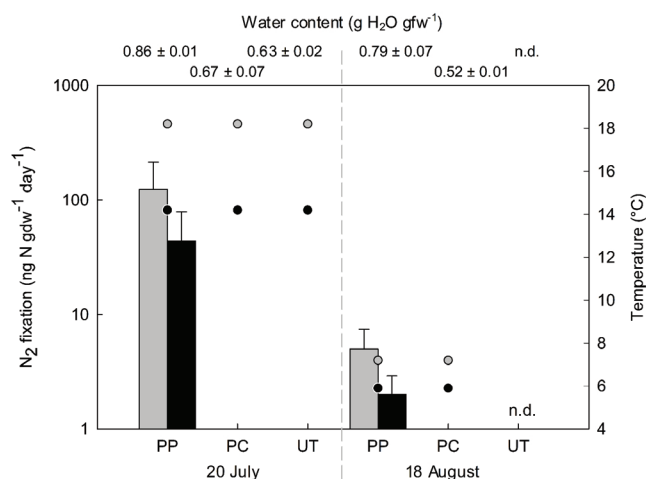 Water content (g H₂O gfw⁻¹)
0.86 ± 0.01 0.63 ± 0.02 0.79 ± 0.07 n.d.
0.67 ± 0.07 0.52 ± 0.01
N₂ fixation (ng N gdw⁻¹ day⁻¹)
1000
100
10
1
20
18
16
14
12
10
8
6
4
Temperature (°C)
n.d.
PP PC UT PP PC UT
20 July 18 August